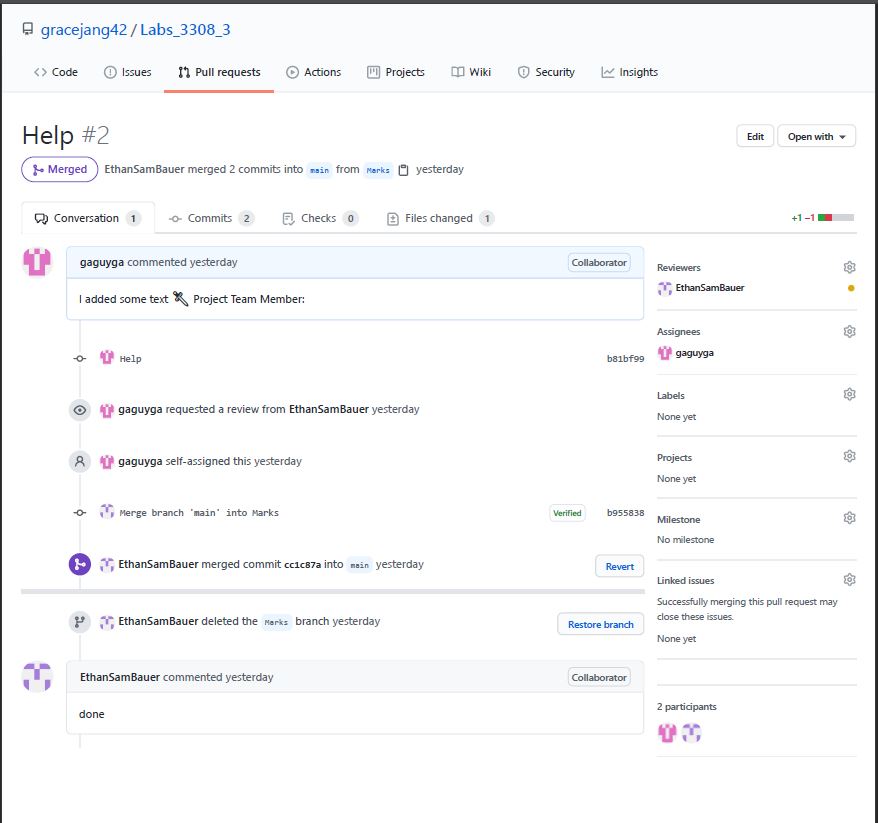 gracejang42 / Labs_3308_3
Code Issues Pull requests Actions Projects Wiki Security Insights
Help #2
Edit Open with
Merged EthanSamBauer merged 2 commits into main from Marks yesterday
Conversation 1 Commits 2 Checks 0 Files changed 1 +1 −1
gaguyga commented yesterday Collaborator
I added some text Project Team Member:
Help b81bf99
gaguyga requested a review from EthanSamBauer yesterday
gaguyga self-assigned this yesterday
Merge branch 'main' into Marks Verified b955838
EthanSamBauer merged commit cc1c87a into main yesterday Revert
EthanSamBauer deleted the Marks branch yesterday Restore branch
EthanSamBauer commented yesterday Collaborator
done
Reviewers
EthanSamBauer
Assignees
gaguyga
Labels
None yet
Projects
None yet
Milestone
No milestone
Linked issues
Successfully merging this pull request may
close these issues.
None yet
2 participants